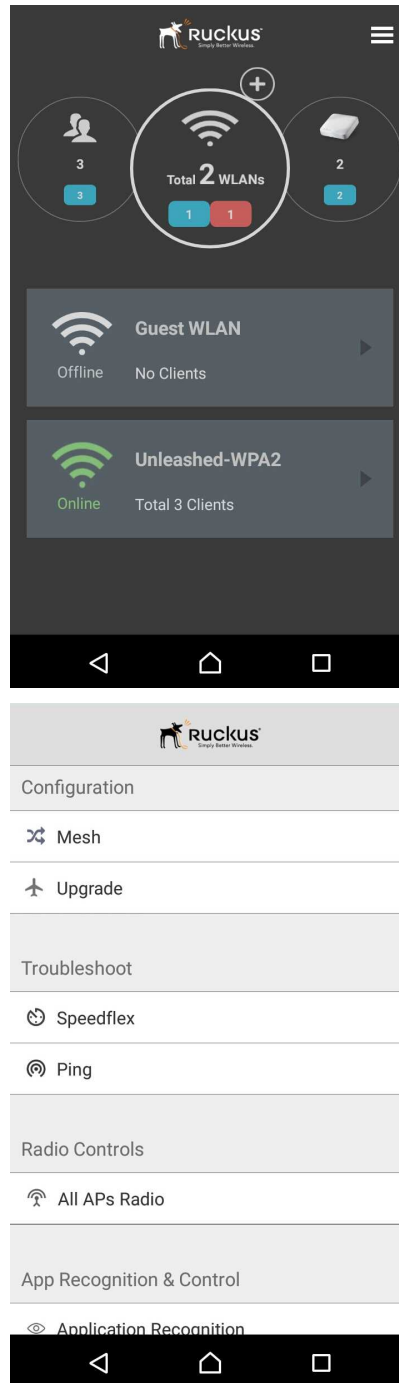 Ruckus
Simply Better Wireless.
3
3
Total 2 WLANs
1 1
2
2
Guest WLAN
Offline
No Clients
Unleashed-WPA2
Online
Total 3 Clients
Ruckus
Simply Better Wireless.
Configuration
Mesh
Upgrade
Troubleshoot
Speedflex
Ping
Radio Controls
All APs Radio
App Recognition & Control
Application Recognition